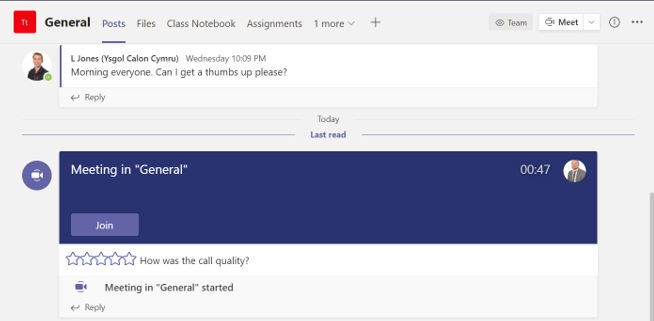 Tt
General Posts Files Class Notebook Assignments 1 more Team Meet
L Jones (Ysgol Calon Cymru) Wednesday 10:09 PM
Morning everyone. Can I get a thumbs up please?
Reply
Today
Last read
Meeting in "General" 00:47
Join
How was the call quality?
Meeting in "General" started
Reply